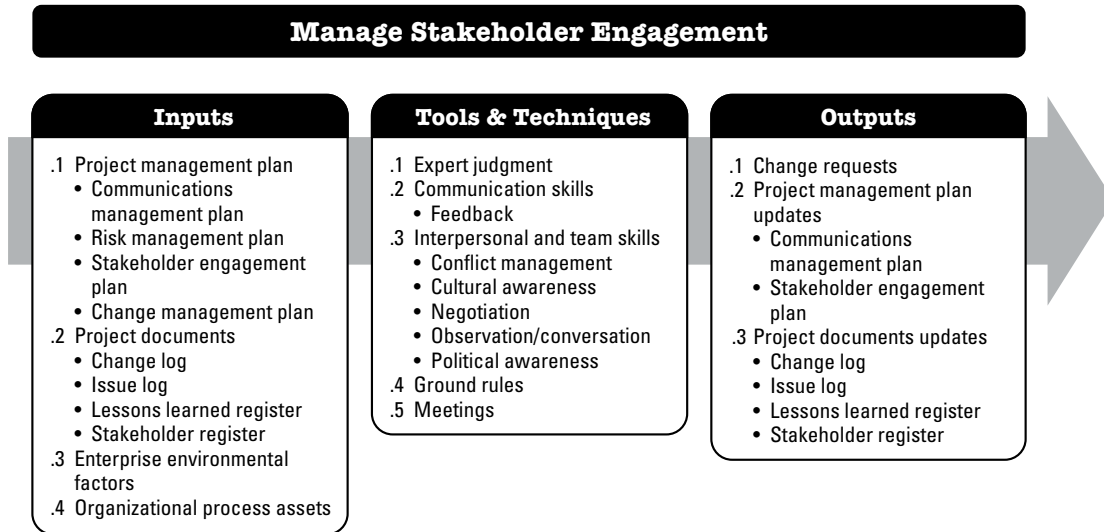 Manage Stakeholder Engagement
Inputs
.1 Project management plan
• Communications
management plan
• Risk management plan
• Stakeholder engagement
plan
• Change management plan
.2 Project documents
• Change log
• Issue log
• Lessons learned register
• Stakeholder register
.3 Enterprise environmental
factors
.4 Organizational process assets
Tools & Techniques
.1 Expert judgment
.2 Communication skills
• Feedback
.3 Interpersonal and team skills
• Conflict management
• Cultural awareness
• Negotiation
• Observation/conversation
• Political awareness
.4 Ground rules
.5 Meetings
Outputs
.1 Change requests
.2 Project management plan
updates
• Communications
management plan
• Stakeholder engagement
plan
.3 Project documents updates
• Change log
• Issue log
• Lessons learned register
• Stakeholder register